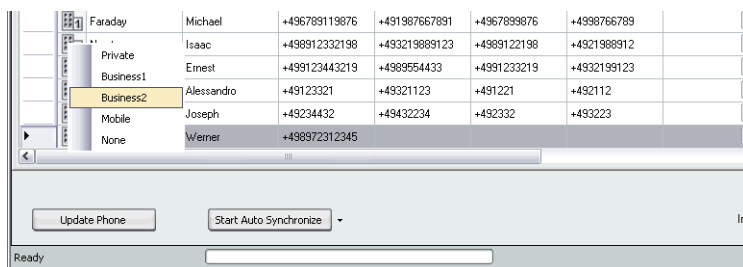 1 Faraday Michael +496789119876 +491987667891 +4967899876 +4998766789
Isaac +498912332198 +493219889123 +4989122198 +4921988912
Private
Ernest +499123443219 +4989554433 +4991233219 +4932199123
Business1
Alessandro +49123321 +49321123 +491221 +492112
Business2
Joseph +49234432 +49432234 +492332 +493223
Mobile
Werner +498972312345
None
Update Phone Start Auto Synchronize
Ready